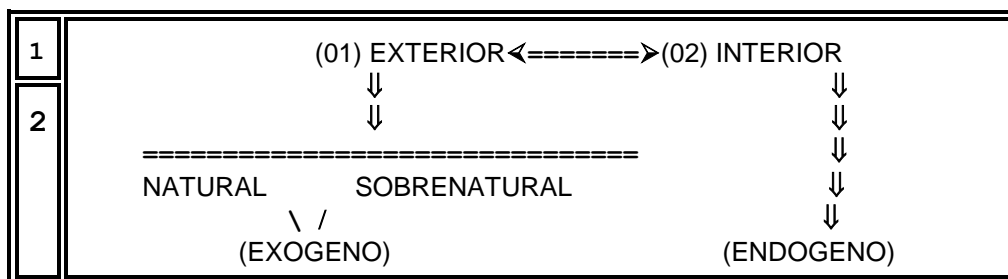 1 (01) EXTERIOR⮘=======⮚(02) INTERIOR
⇓ ⇓
2 ⇓ ⇓
=============================== ⇓
NATURAL SOBRENATURAL ⇓
\ / ⇓
(EXOGENO) (ENDOGENO)